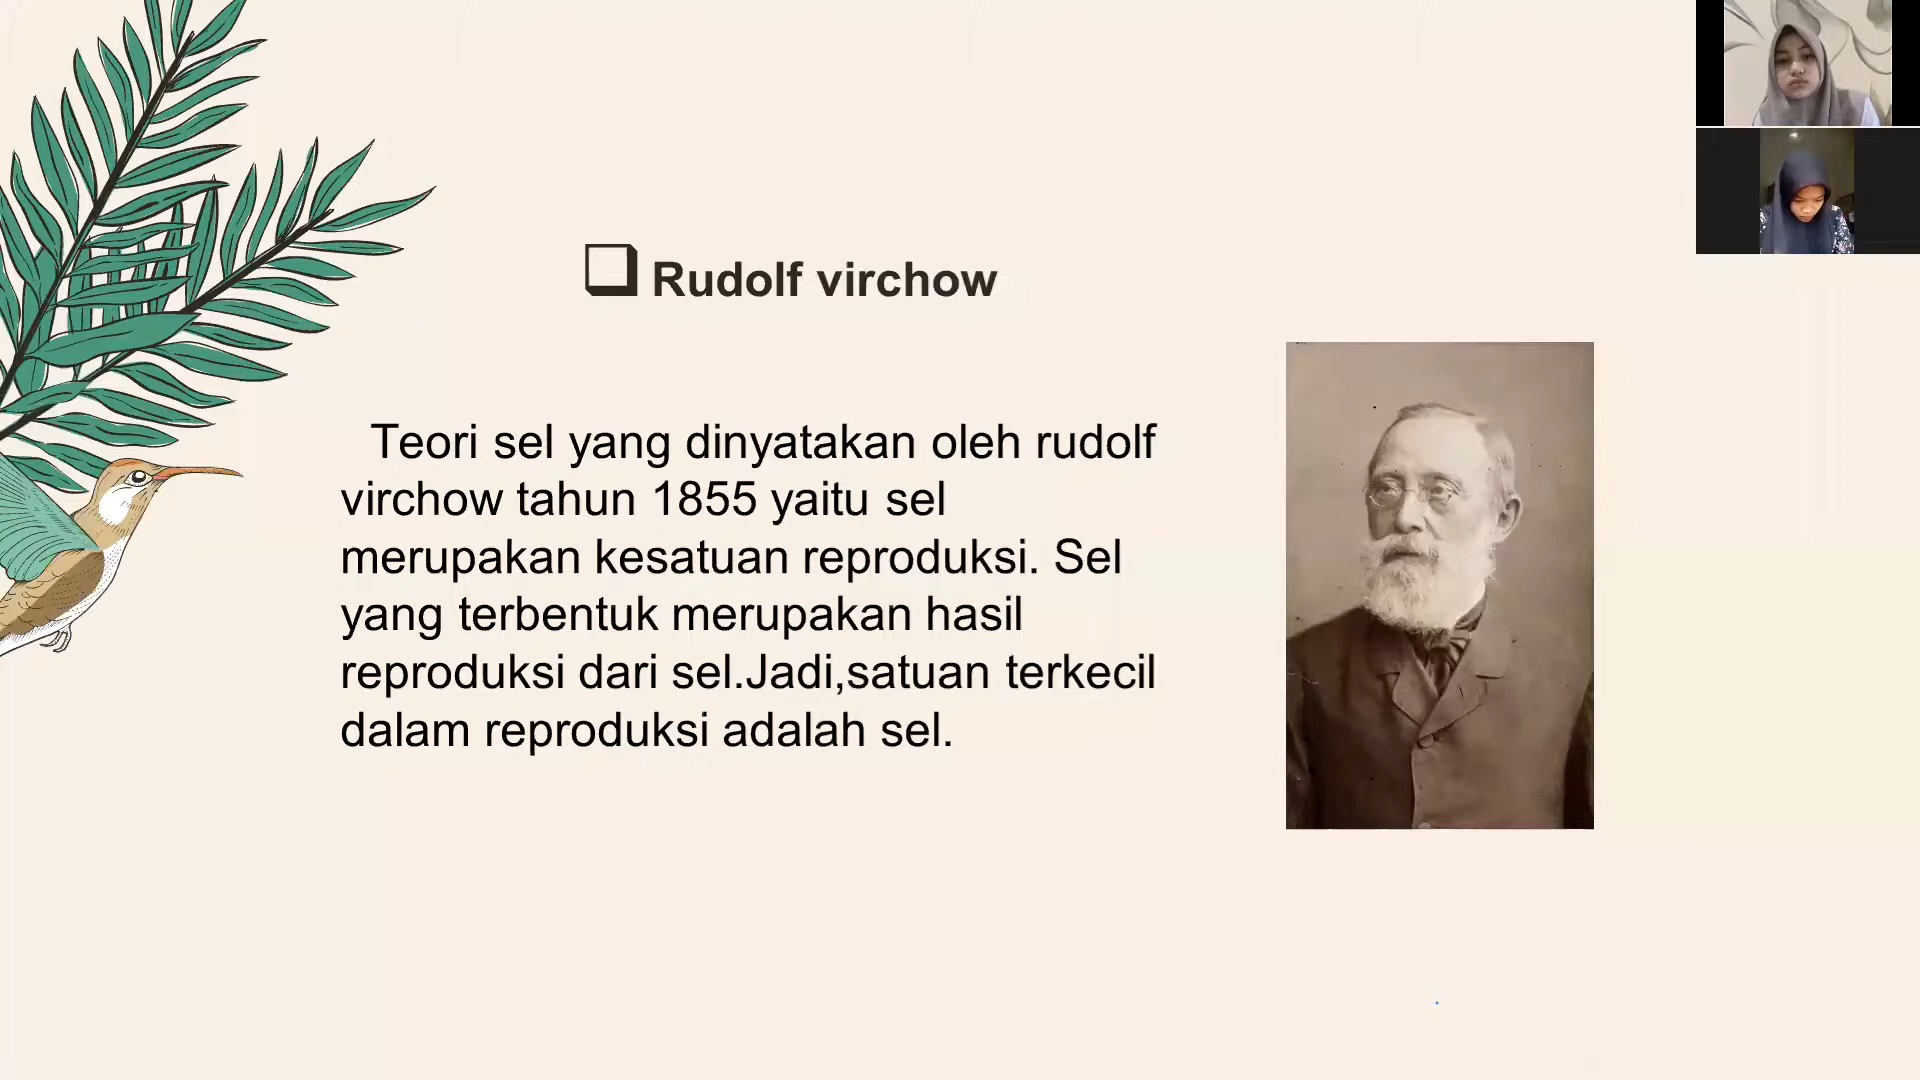 Rudolf virchow
Teori sel yang dinyatakan oleh rudolf
virchow tahun 1855 yaitu sel
merupakan kesatuan reproduksi. Sel
yang terbentuk merupakan hasil
reproduksi dari sel.Jadi,satuan terkecil
dalam reproduksi adalah sel.